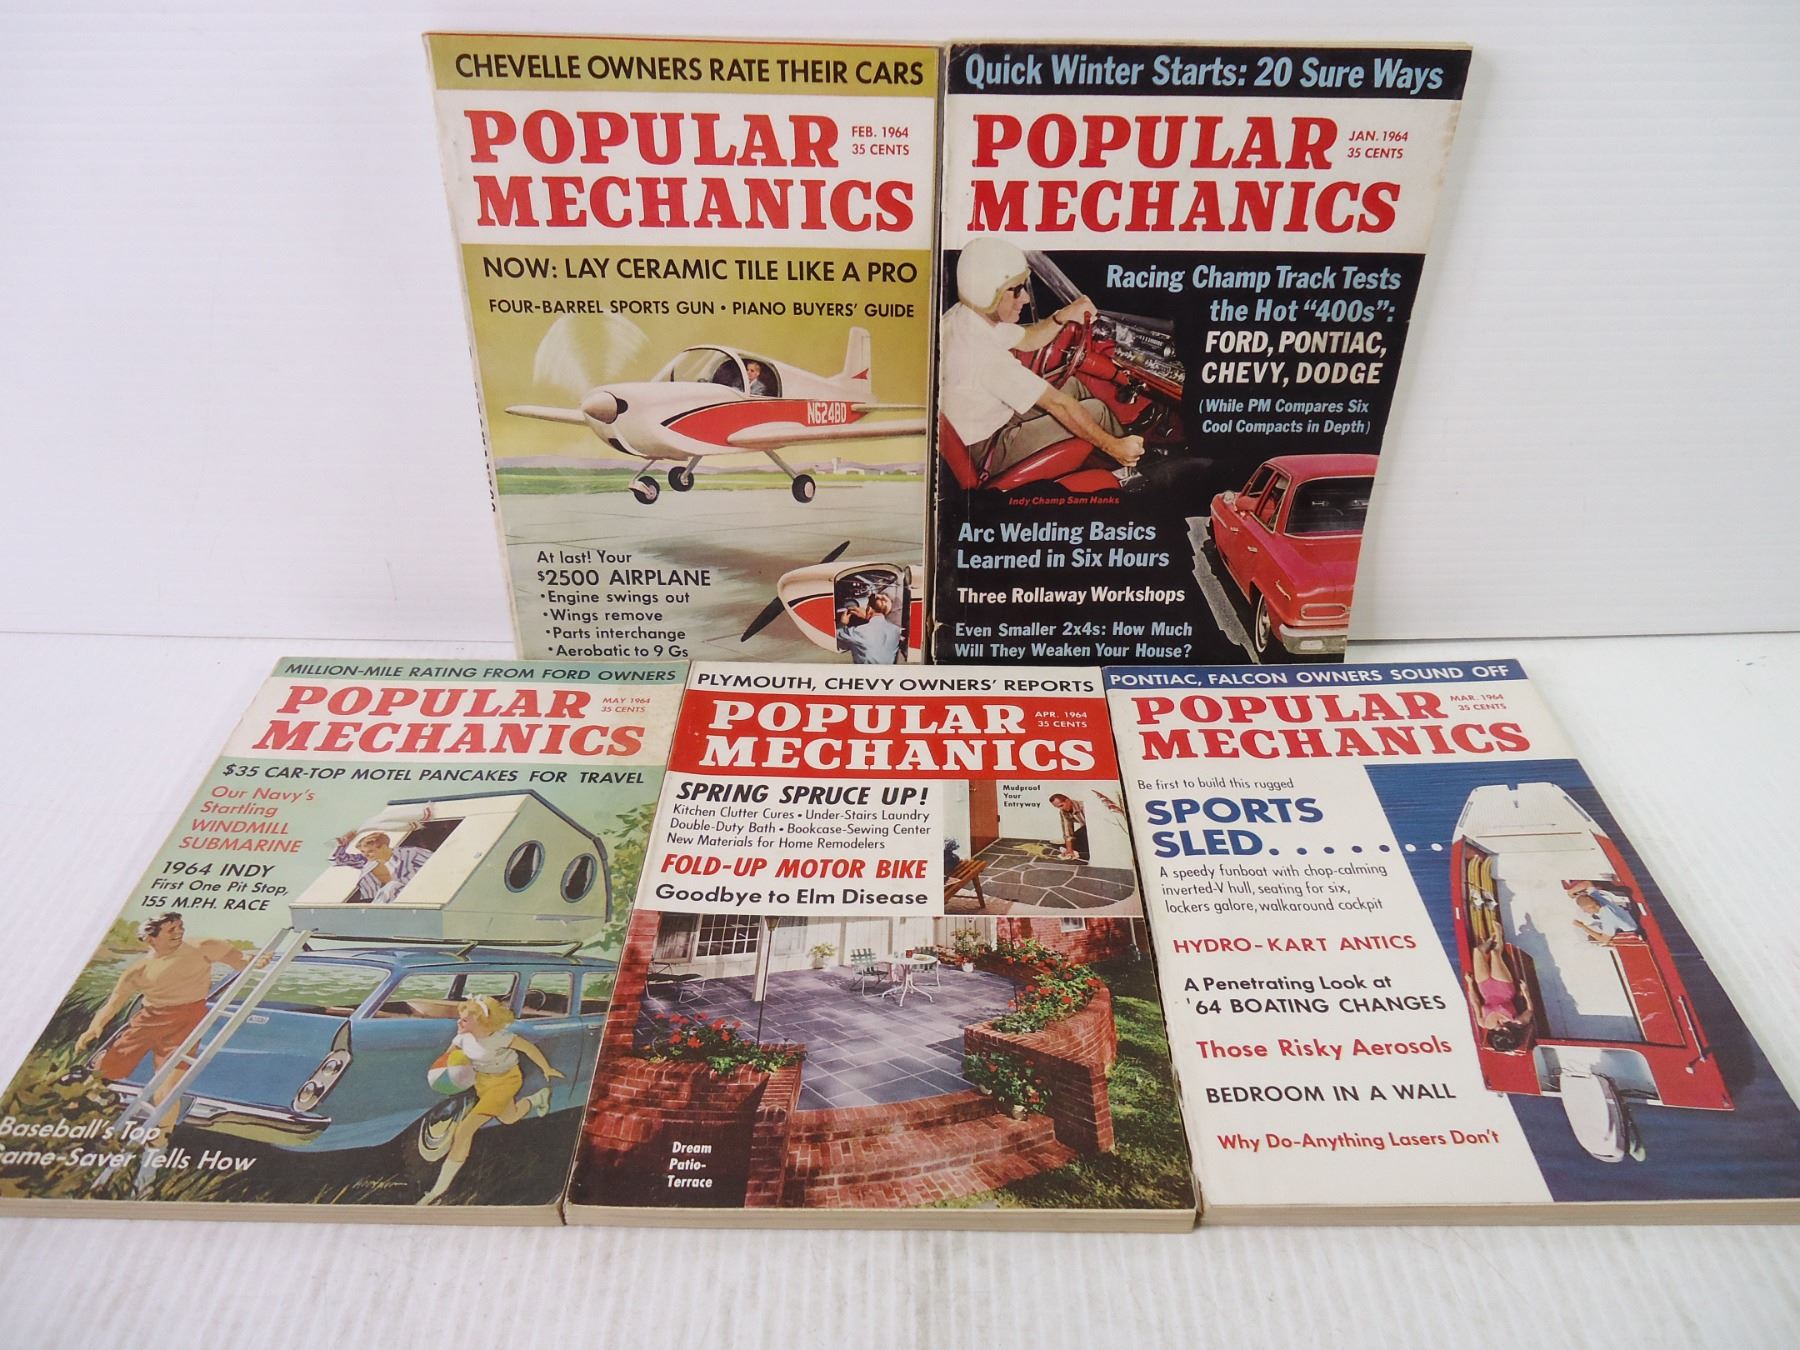 CHEVELLE OWNERS RATE THEIR CARS
POPULAR
MECHANICS
FEB. 1964
35 CENTS
NOW: LAY CERAMIC TILE LIKE A PRO
FOUR-BARREL SPORTS GUN • PIANO BUYERS' GUIDE
N624BD
At last! Your
$2500 AIRPLANE
•Engine swings out
•Wings remove
•Parts interchange
•Aerobatic to 9 Gs
Quick Winter Starts: 20 Sure Ways
POPULAR
MECHANICS
JAN. 1964
35 CENTS
Racing Champ Track Tests
the Hot "400s":
FORD, PONTIAC,
CHEVY, DODGE
(While PM Compares Six
Cool Compacts in Depth)
Indy Champ Sam Hanks
Arc Welding Basics
Learned in Six Hours
Three Rollaway Workshops
Even Smaller 2x4s: How Much
Will They Weaken Your House?
MILLION-MILE RATING FROM FORD OWNERS
POPULAR
MECHANICS
MAY 1964
35 CENTS
$35 CAR-TOP MOTEL PANCAKES FOR TRAVEL
Our Navy's
Startling
WINDMILL
SUBMARINE
1964 INDY
First One Pit Stop,
155 M.P.H. RACE
Baseball's Top
ame-Saver Tells How
PLYMOUTH, CHEVY OWNERS' REPORTS
POPULAR
MECHANICS
APR. 1964
35 CENTS
SPRING SPRUCE UP!
Kitchen Clutter Cures • Under-Stairs Laundry
Double-Duty Bath • Bookcase-Sewing Center
New Materials for Home Remodelers
FOLD-UP MOTOR BIKE
Goodbye to Elm Disease
Mudproof
Your
Entryway
Dream
Patio-
Terrace
PONTIAC, FALCON OWNERS SOUND OFF
POPULAR
MECHANICS
MAR. 1964
35 CENTS
Be first to build this rugged
SPORTS
SLED. . . . . . . .
A speedy funboat with chop-calming
inverted-V hull, seating for six,
lockers galore, walkaround cockpit
HYDRO-KART ANTICS
A Penetrating Look at
'64 BOATING CHANGES
Those Risky Aerosols
BEDROOM IN A WALL
Why Do-Anything Lasers Don't